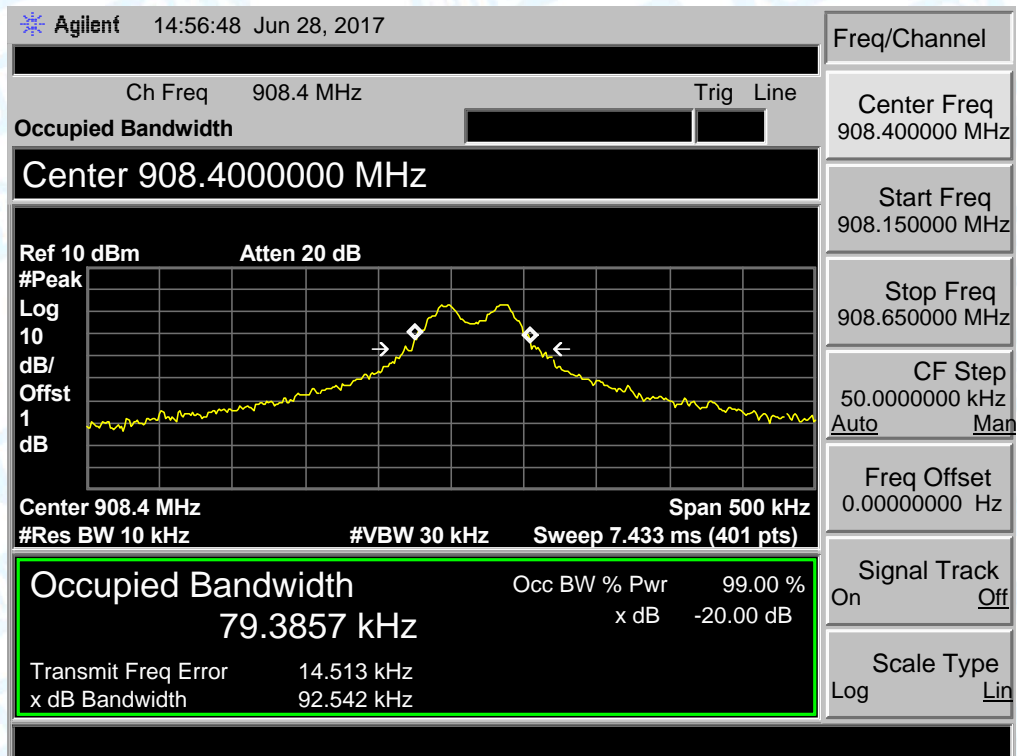 Agilent 14:56:48 Jun 28, 2017
Ch Freq 908.4 MHz Trig Line
Occupied Bandwidth
Center 908.4000000 MHz
Ref 10 dBm Atten 20 dB
#Peak
Log
10
dB/
Offst
1
dB
Center 908.4 MHz Span 500 kHz
#Res BW 10 kHz #VBW 30 kHz Sweep 7.433 ms (401 pts)
Occupied Bandwidth Occ BW % Pwr 99.00 %
79.3857 kHz x dB -20.00 dB
Transmit Freq Error 14.513 kHz
x dB Bandwidth 92.542 kHz
Freq/Channel
Center Freq
908.400000 MHz
Start Freq
908.150000 MHz
Stop Freq
908.650000 MHz
CF Step
50.0000000 kHz
Auto Man
Freq Offset
0.00000000 Hz
Signal Track
On Off
Scale Type
Log Lin